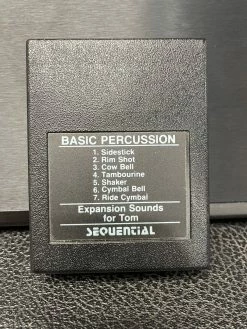 BASIC PERCUSSION
1. Sidestick
2. Rim Shot
3. Cow Bell
4. Tambourine
5. Shaker
6. Cymbal Bell
7. Ride Cymbal
Expansion Sounds
for Tom
SEQUENTIAL